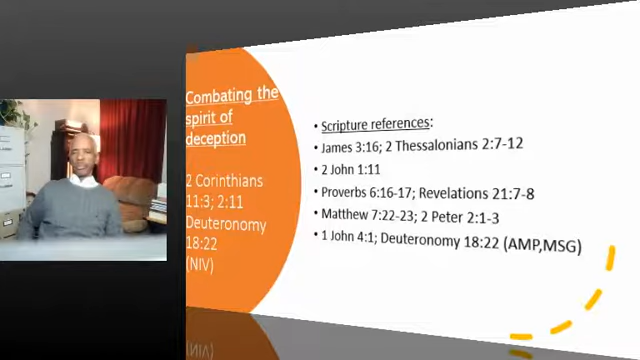 Combating the
spirit of
deception
2 Corinthians
11:3; 2:11
Deuteronomy
18:22
(NIV)
• Scripture references:
• James 3:16; 2 Thessalonians 2:7-12
• 2 John 1:11
• Proverbs 6:16-17; Revelations 21:7-8
• Matthew 7:22-23; 2 Peter 2:1-3
• 1 John 4:1; Deuteronomy 18:22 (AMP,MSG)